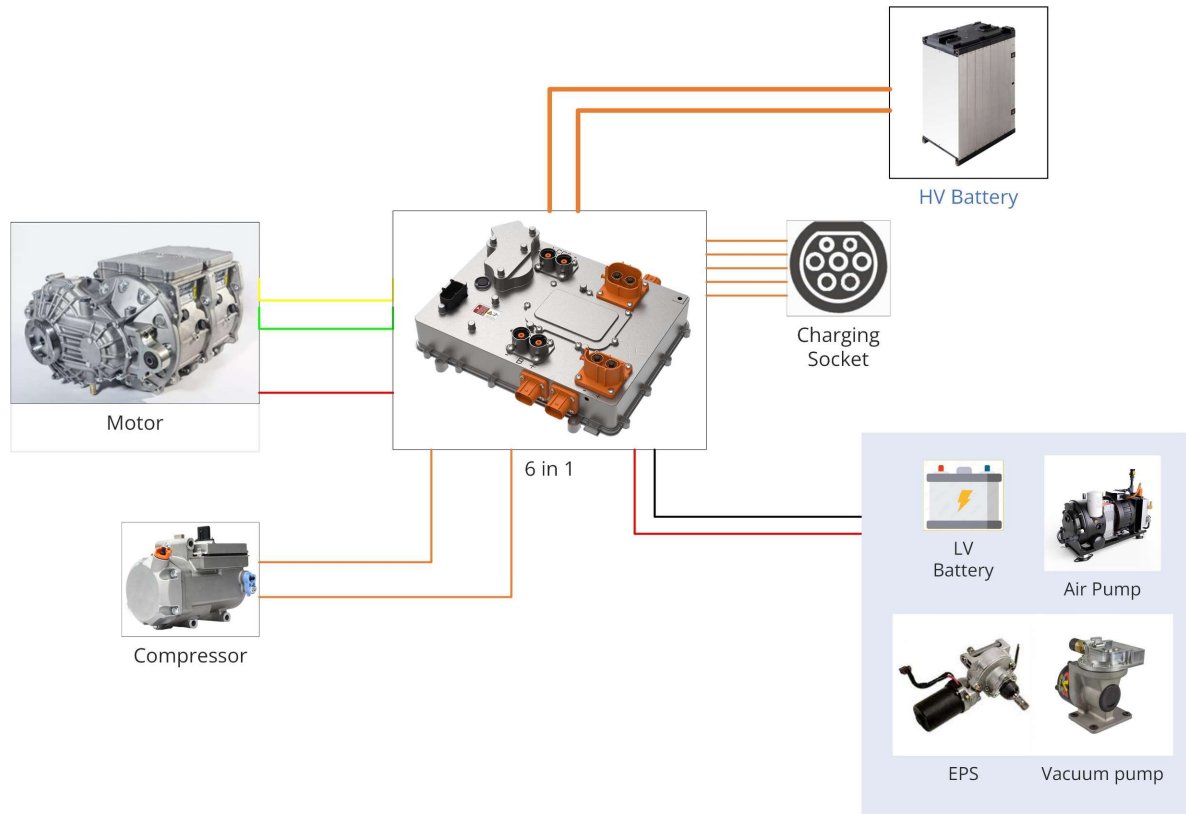 HV Battery
Charging
Socket
Motor
6 in 1
LV
Battery
Air Pump
Compressor
EPS
Vacuum pump